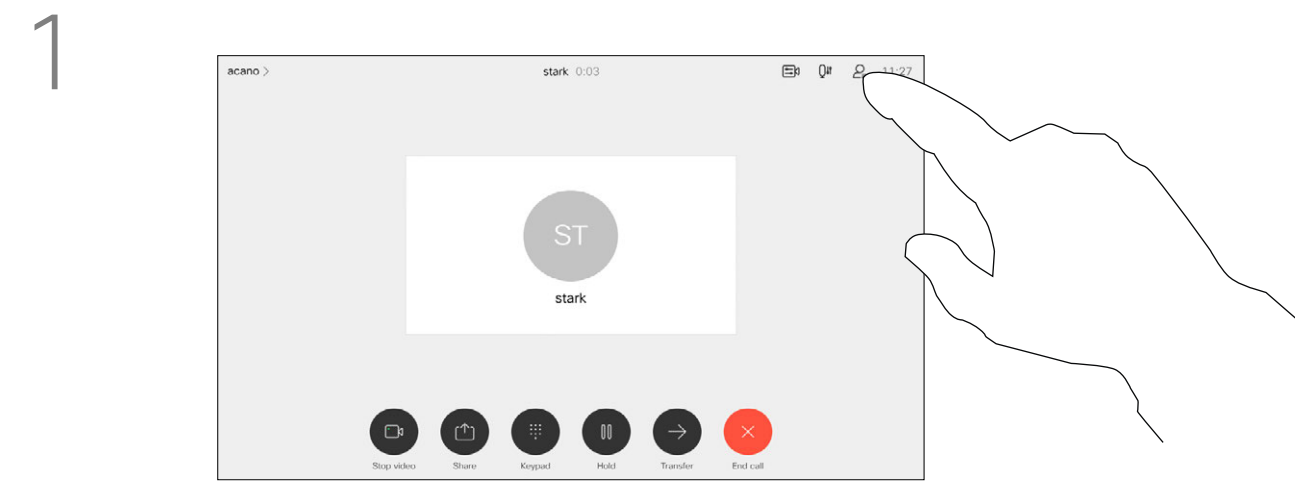 1
acano >
stark 0:03
11:27
ST
stark
Stop video
Share
Keypad
Hold
Transfer
End call